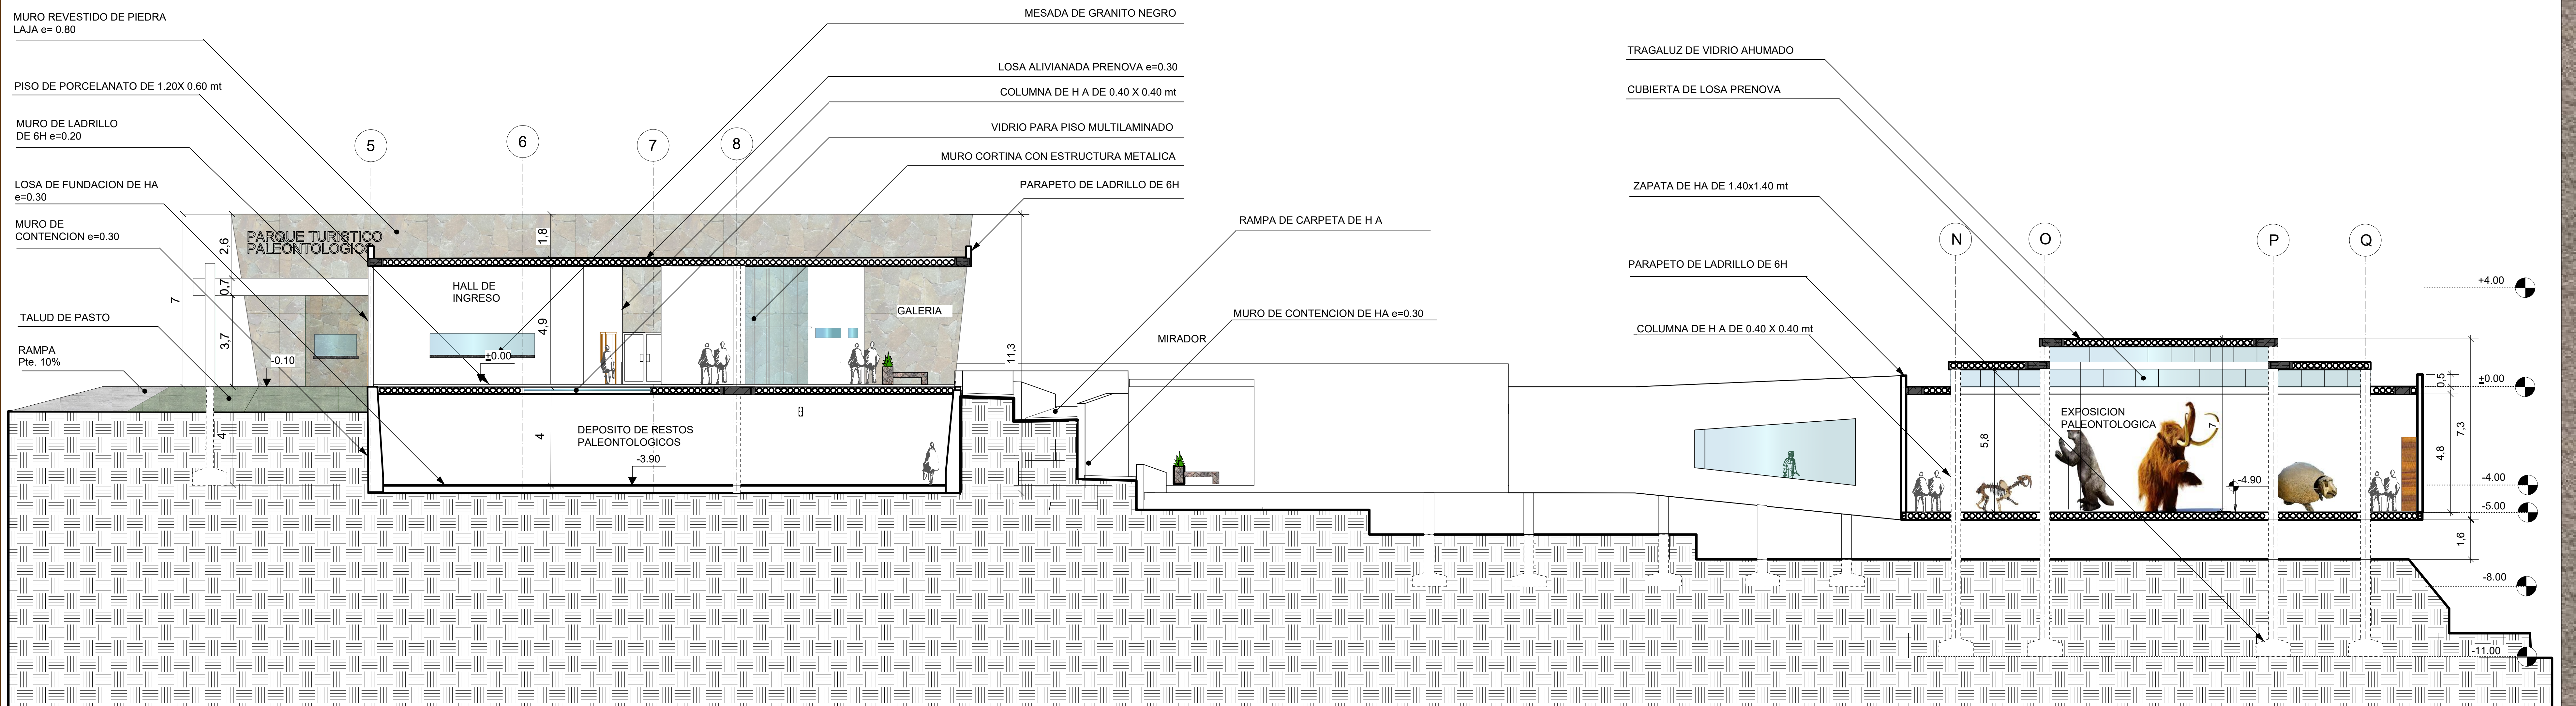 MURO REVESTIDO DE PIEDRA
LAJA e= 0.80
PISO DE PORCELANATO DE 1.20X 0.60 mt
MURO DE LADRILLO
DE 6H e=0.20
LOSA DE FUNDACION DE HA
e=0.30
MURO DE
CONTENCION e=0.30
TALUD DE PASTO
RAMPA
Pte. 10%
5
6
7
8
MESADA DE GRANITO NEGRO
LOSA ALIVIANADA PRENOVA e=0.30
COLUMNA DE H A DE 0.40 X 0.40 mt
VIDRIO PARA PISO MULTILAMINADO
MURO CORTINA CON ESTRUCTURA METALICA
PARAPETO DE LADRILLO DE 6H
PARQUE TURISTICO
PALEONTOLOGICO
7
2,6
0,7
3,7
4
-0.10
1,8
4,9
4
HALL DE
INGRESO
±0.00
GALERIA
DEPOSITO DE RESTOS
PALEONTOLOGICOS
-3.90
11,3
RAMPA DE CARPETA DE H A
MURO DE CONTENCION DE HA e=0.30
MIRADOR
TRAGALUZ DE VIDRIO AHUMADO
CUBIERTA DE LOSA PRENOVA
ZAPATA DE HA DE 1.40x1.40 mt
PARAPETO DE LADRILLO DE 6H
COLUMNA DE H A DE 0.40 X 0.40 mt
N
O
P
Q
EXPOSICION
PALEONTOLOGICA
5,8
7
-4.90
0,5
4,8
7,3
1,6
+4.00
±0.00
-4.00
-5.00
-8.00
-11.00